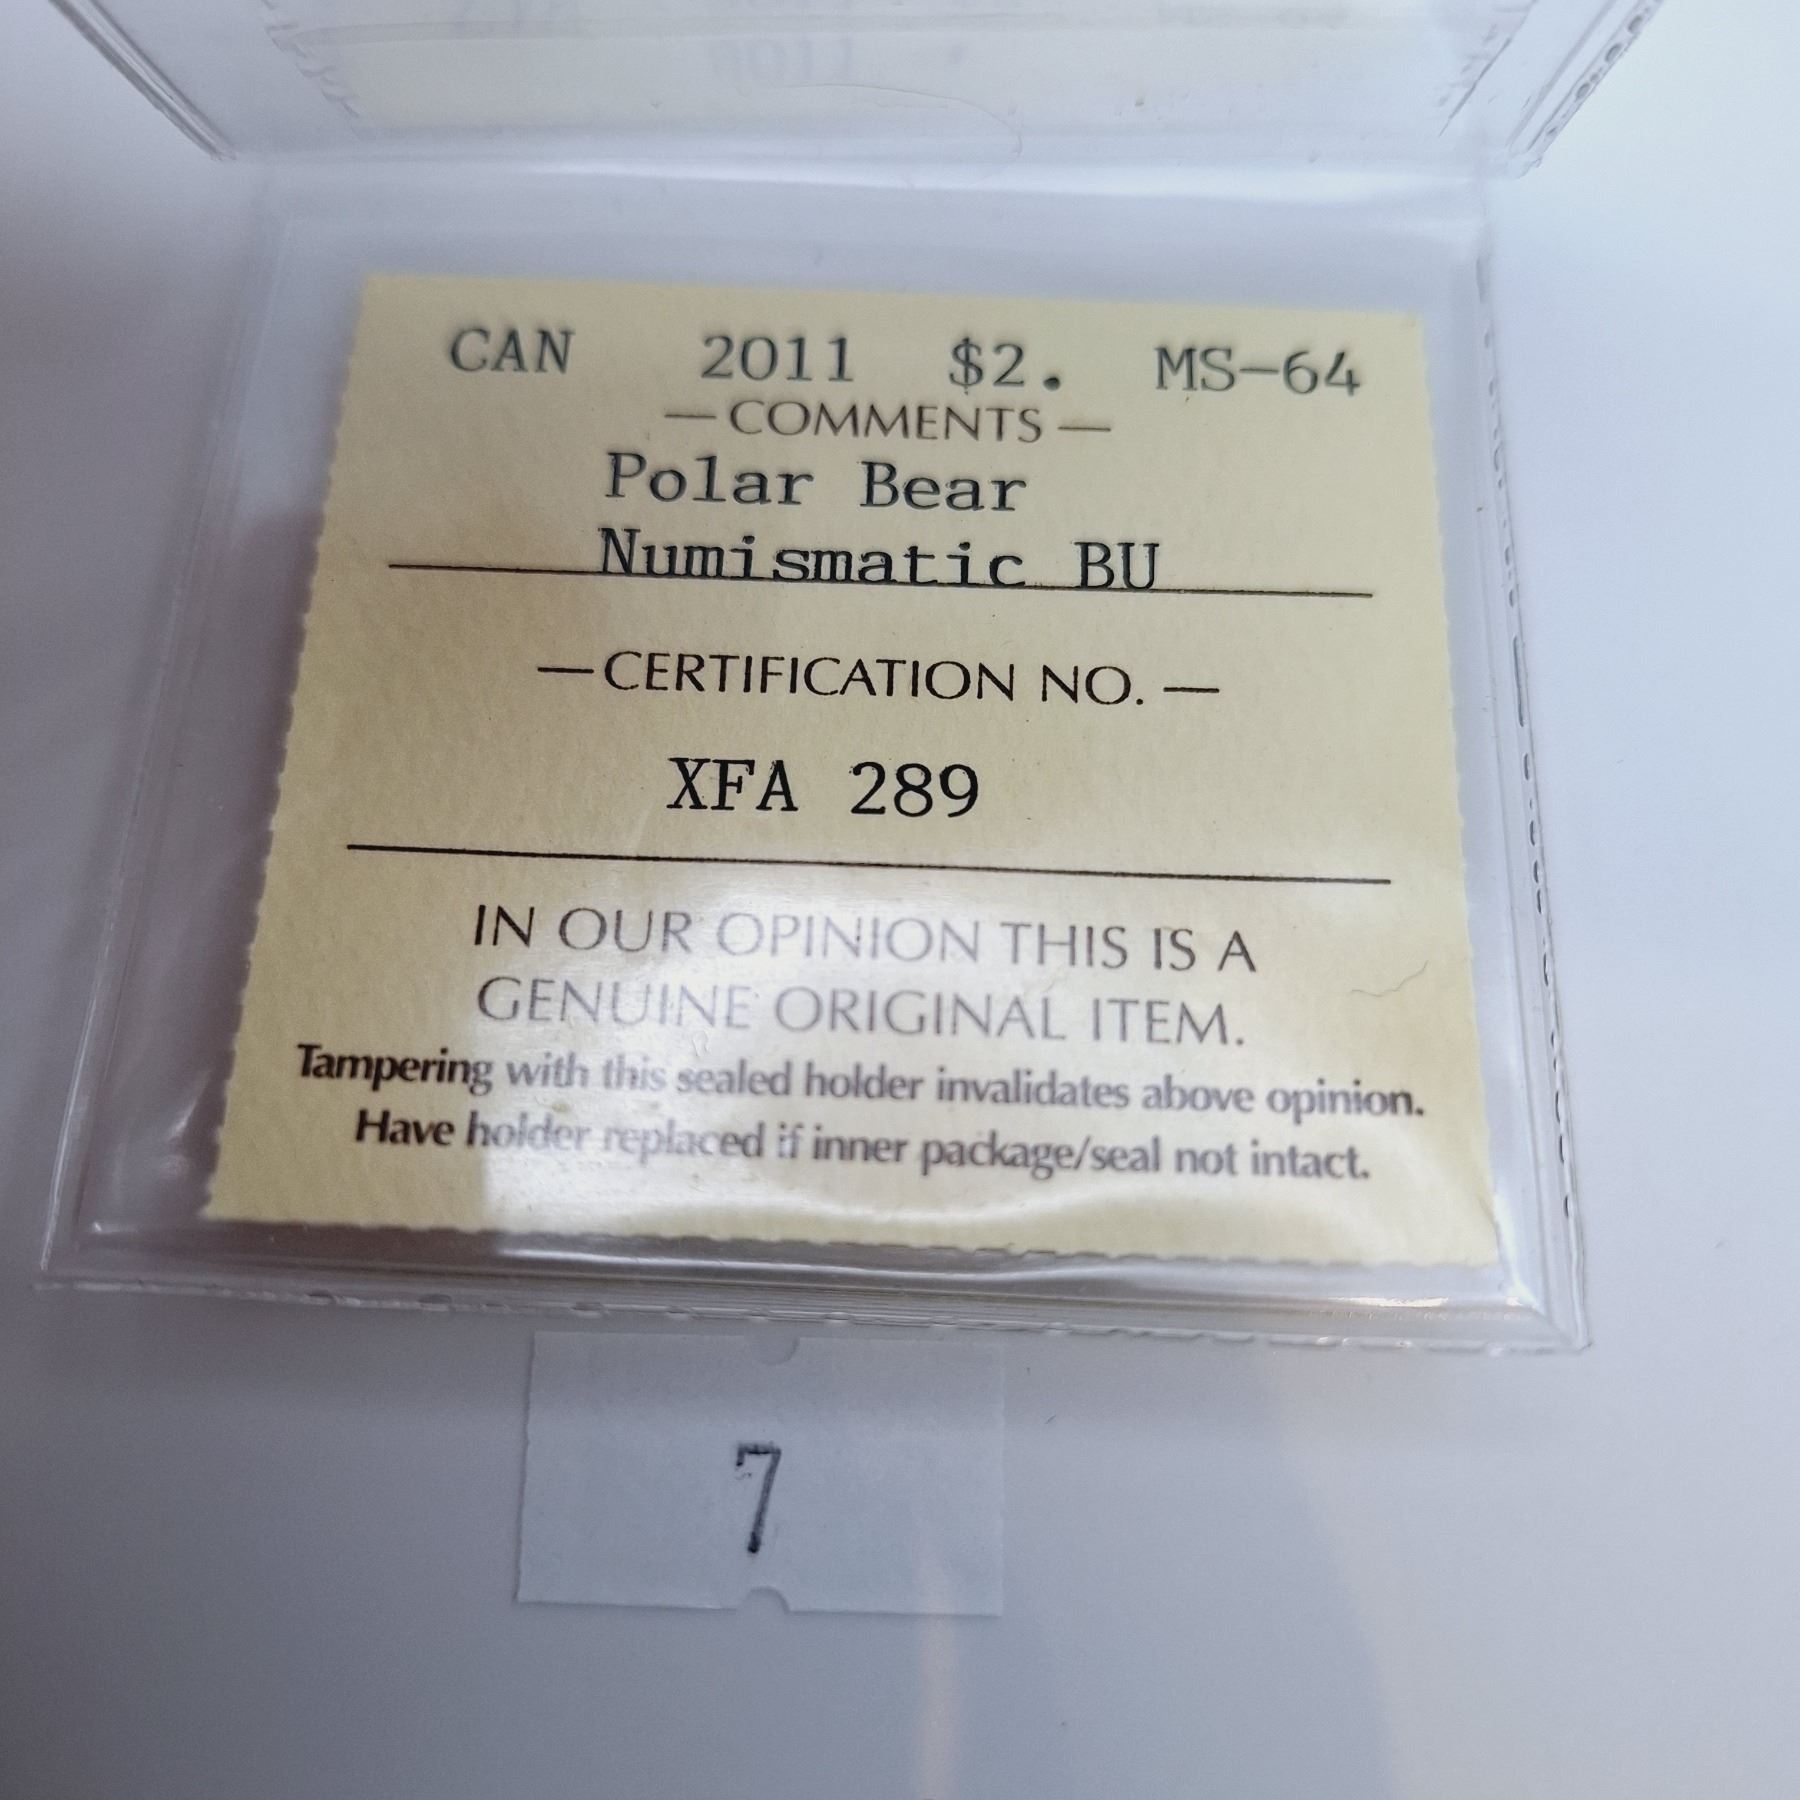 CAN 2011 $2. MS-64
— COMMENTS —
Polar Bear
Numismatic BU
— CERTIFICATION NO. —
XFA 289
IN OUR OPINION THIS IS A
GENUINE ORIGINAL ITEM.
Tampering with this sealed holder invalidates above opinion.
Have holder replaced if inner package/seal not intact.
7